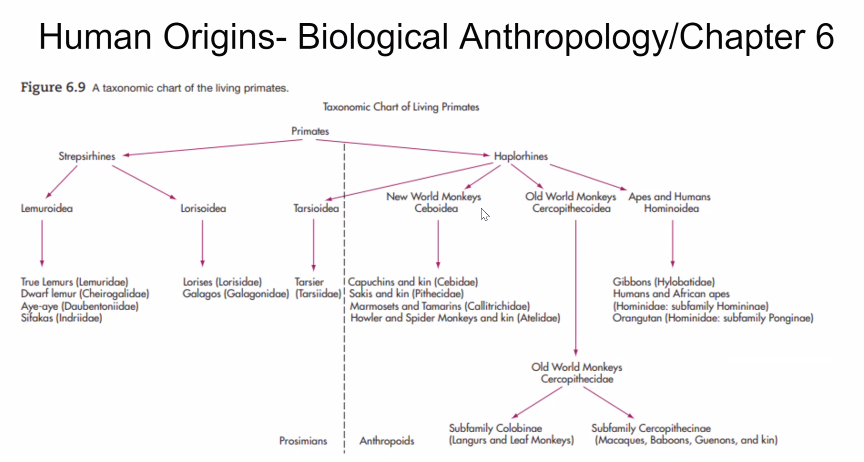 Human Origins- Biological Anthropology/Chapter 6
Figure 6.9 A taxonomic chart of the living primates.
Taxonomic Chart of Living Primates
Primates
Strepsirhines
Haplorhines
Lemuroidea
Lorisoidea
Tarsioidea
New World Monkeys
Ceboidea
Old World Monkeys
Cercopithecoidea
Apes and Humans
Hominoidea
True Lemurs (Lemuridae)
Dwarf lemur (Cheirogalidae)
Aye-aye (Daubentoniidae)
Sifakas (Indriidae)
Lorises (Lorisidae)
Galagos (Galagonidae)
Tarsier
(Tarsiidae)
Capuchins and kin (Cebidae)
Sakis and kin (Pithecidae)
Marmosets and Tamarins (Callitrichidae)
Howler and Spider Monkeys and kin (Atelidae)
Gibbons (Hylobatidae)
Humans and African apes
(Hominidae: subfamily Homininae)
Orangutan (Hominidae: subfamily Ponginae)
Old World Monkeys
Cercopithecidae
Subfamily Colobinae
(Langurs and Leaf Monkeys)
Subfamily Cercopithecinae
(Macaques, Baboons, Guenons, and kin)
Prosimians
Anthropoids